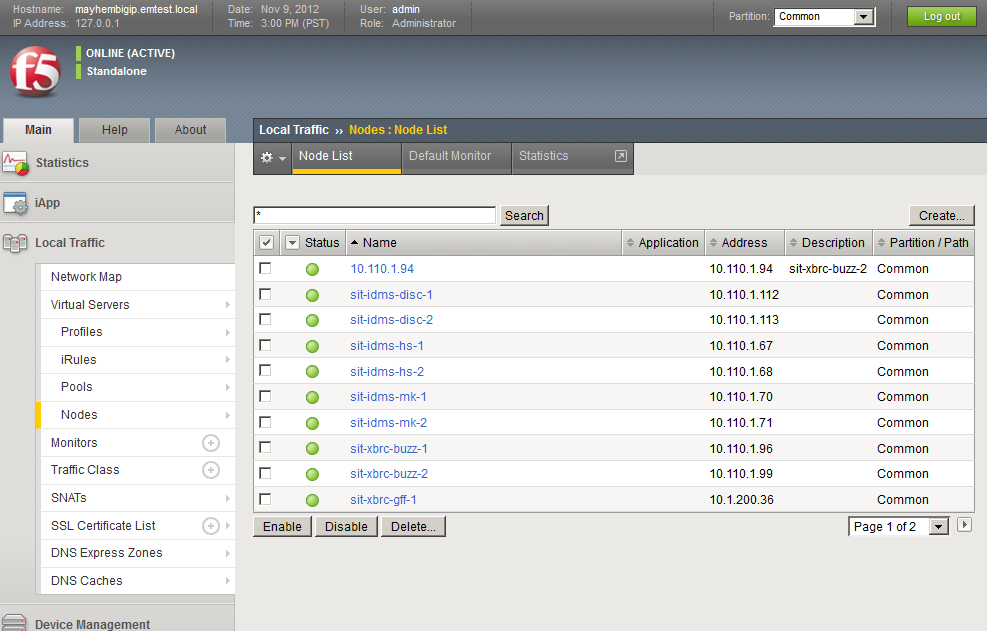 Hostname: mayhembigip.emtest.local Date: Nov 9, 2012 User: admin Partition: Common Log out
IP Address: 127.0.0.1 Time: 3:00 PM (PST) Role: Administrator
f5
ONLINE (ACTIVE)
Standalone
Main Help About
Statistics
iApp
Local Traffic
Network Map
Virtual Servers
Profiles
iRules
Pools
Nodes
Monitors
Traffic Class
SNATs
SSL Certificate List
DNS Express Zones
DNS Caches
Device Management
Local Traffic ›› Nodes : Node List
Node List Default Monitor Statistics
* Search Create...
Status Name Application Address Description Partition / Path
10.110.1.94 10.110.1.94 sit-xbrc-buzz-2 Common
sit-idms-disc-1 10.110.1.112 Common
sit-idms-disc-2 10.110.1.113 Common
sit-idms-hs-1 10.110.1.67 Common
sit-idms-hs-2 10.110.1.68 Common
sit-idms-mk-1 10.110.1.70 Common
sit-idms-mk-2 10.110.1.71 Common
sit-xbrc-buzz-1 10.110.1.96 Common
sit-xbrc-buzz-2 10.110.1.99 Common
sit-xbrc-gff-1 10.1.200.36 Common
Enable Disable Delete... Page 1 of 2